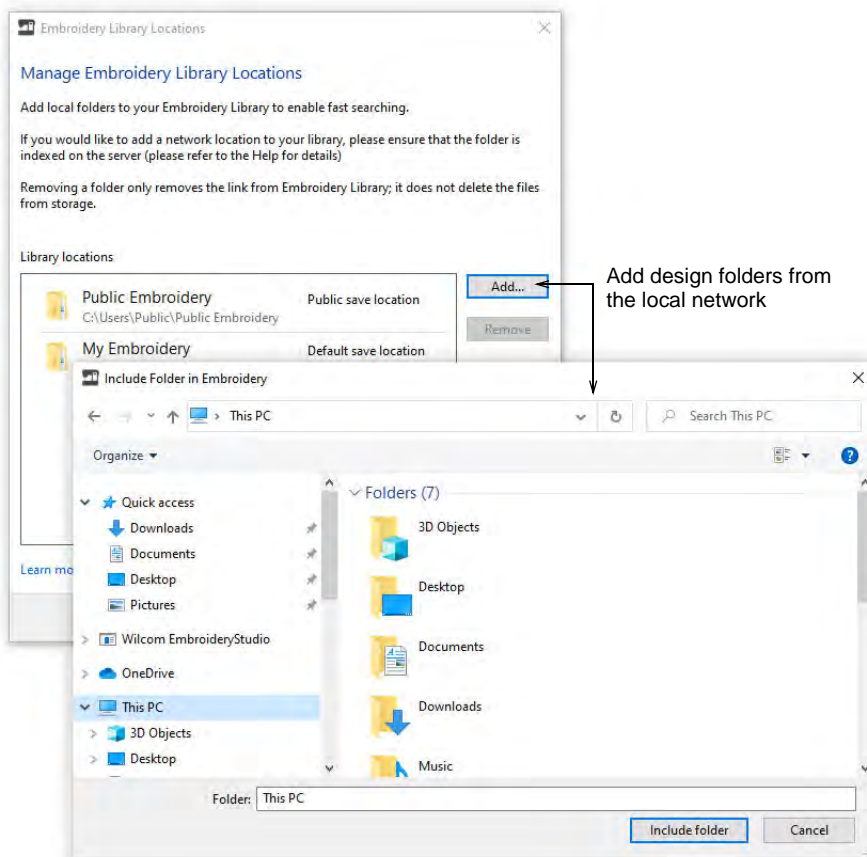 Embroidery Library Locations
Manage Embroidery Library Locations
Add local folders to your Embroidery Library to enable fast searching.
If you would like to add a network location to your library, please ensure that the folder is
indexed on the server (please refer to the Help for details)
Removing a folder only removes the link from Embroidery Library; it does not delete the files
from storage.
Library locations
Public Embroidery
Public save location
C:\Users\Public\Public Embroidery
My Embroidery
Default save location
Add...
Remove
Add design folders from
the local network
Learn mo
Include Folder in Embroidery
This PC
Search This PC
Organize
Quick access
Downloads
Documents
Desktop
Pictures
Wilcom EmbroideryStudio
OneDrive
This PC
3D Objects
Desktop
Folders (7)
3D Objects
Desktop
Documents
Downloads
Music
Folder: This PC
Include folder
Cancel